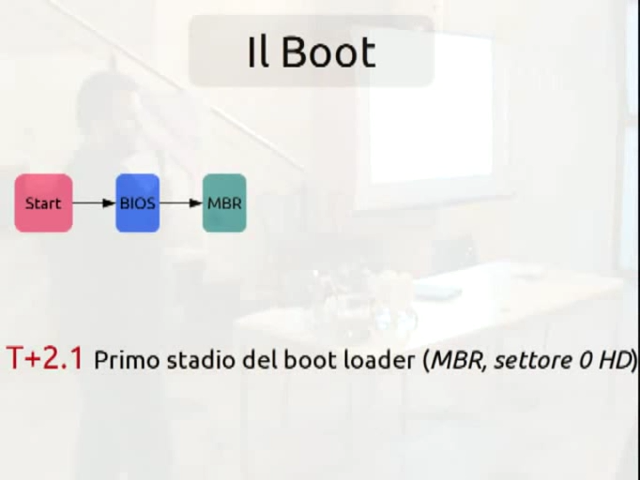 Il Boot
Start BIOS MBR
T+2.1 Primo stadio del boot loader (MBR, settore 0 HD)